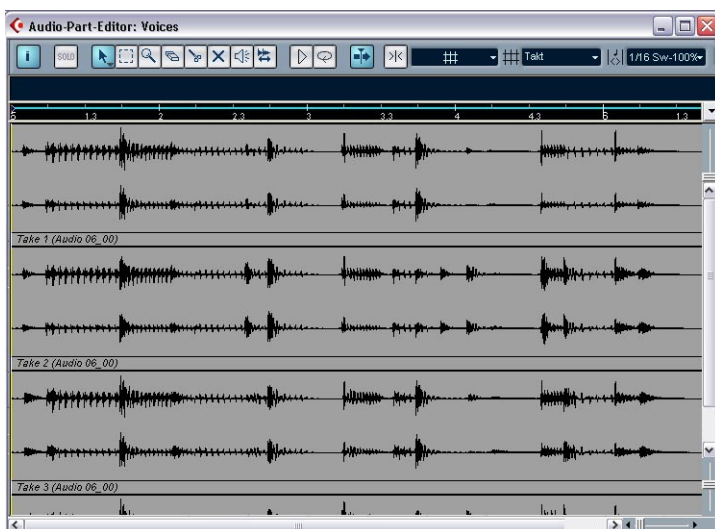 Audio-Part-Editor: Voices
i SOLO Takt 1/16 Sw-100%
5 1.3 2 2.3 3 3.3 4 4.3 5 1.3
Take 1 (Audio 06_00)
Take 2 (Audio 06_00)
Take 3 (Audio 06_00)